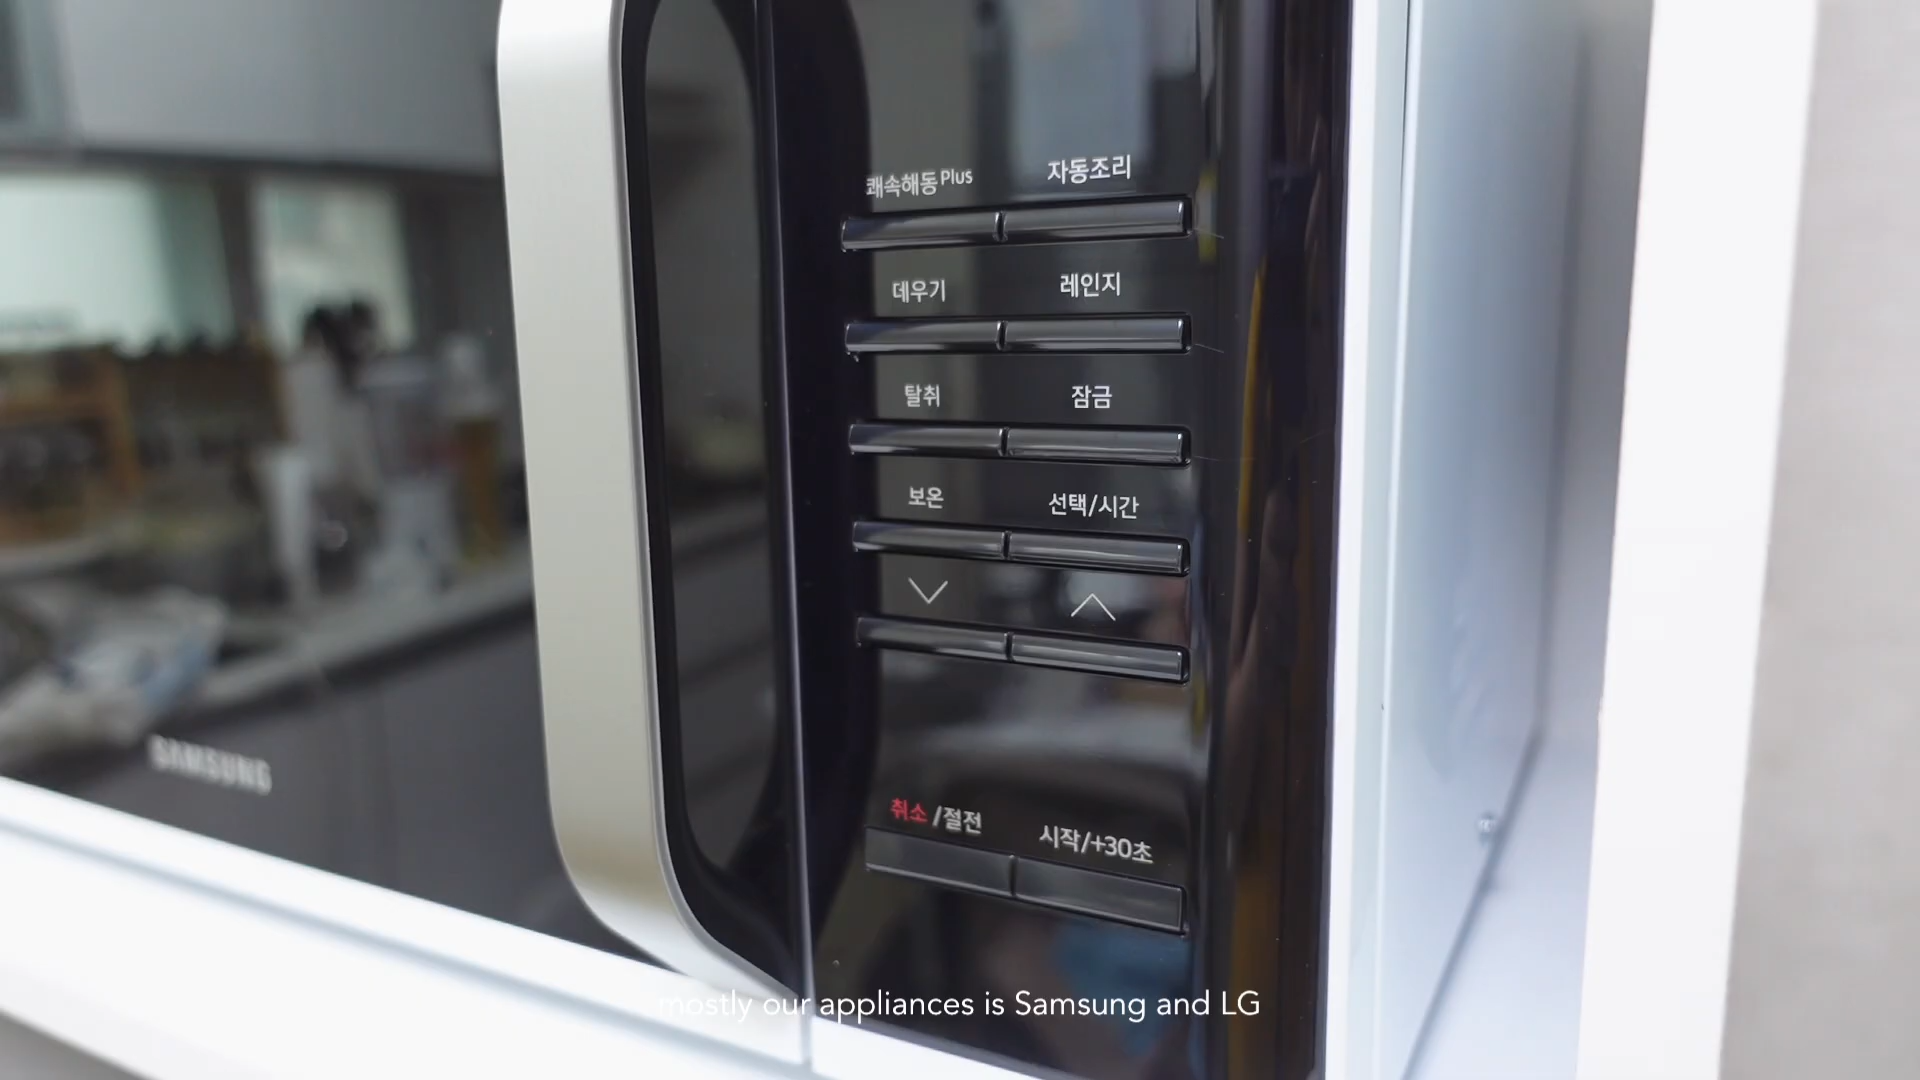 쾌속해동 Plus 자동조리
데우기 레인지
탈취 잠금
보온 선택/시간
취소/절전 시작/+30초
SAMSUNG
mostly our appliances is Samsung and LG